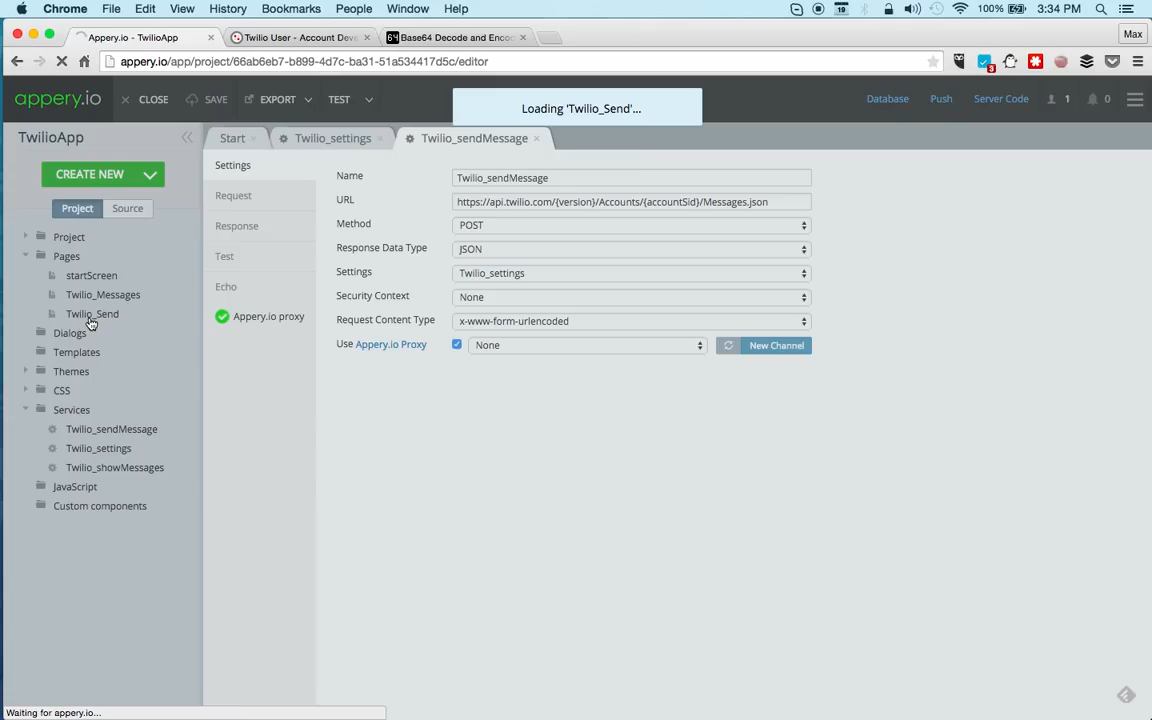 Chrome File Edit View History Bookmarks People Window Help 19 100% 3:34 PM
Appery.io - TwilioApp Twilio User - Account Deve Base64 Decode and Enco Max
appery.io/app/project/66ab6eb7-b899-4d7c-ba31-51a534417d5c/editor 3
appery.io CLOSE SAVE EXPORT TEST Loading 'Twilio_Send'... Database Push Server Code 1 0
TwilioApp Start Twilio_settings Twilio_sendMessage
CREATE NEW
Project Source
Project
Pages
startScreen
Twilio_Messages
Twilio_Send
Dialogs
Templates
Themes
CSS
Services
Twilio_sendMessage
Twilio_settings
Twilio_showMessages
JavaScript
Custom components
Settings
Request
Response
Test
Echo
Appery.io proxy
Name Twilio_sendMessage
URL https://api.twilio.com/{version}/Accounts/{accountSid}/Messages.json
Method POST
Response Data Type JSON
Settings Twilio_settings
Security Context None
Request Content Type x-www-form-urlencoded
Use Appery.io Proxy None New Channel
Waiting for appery.io...